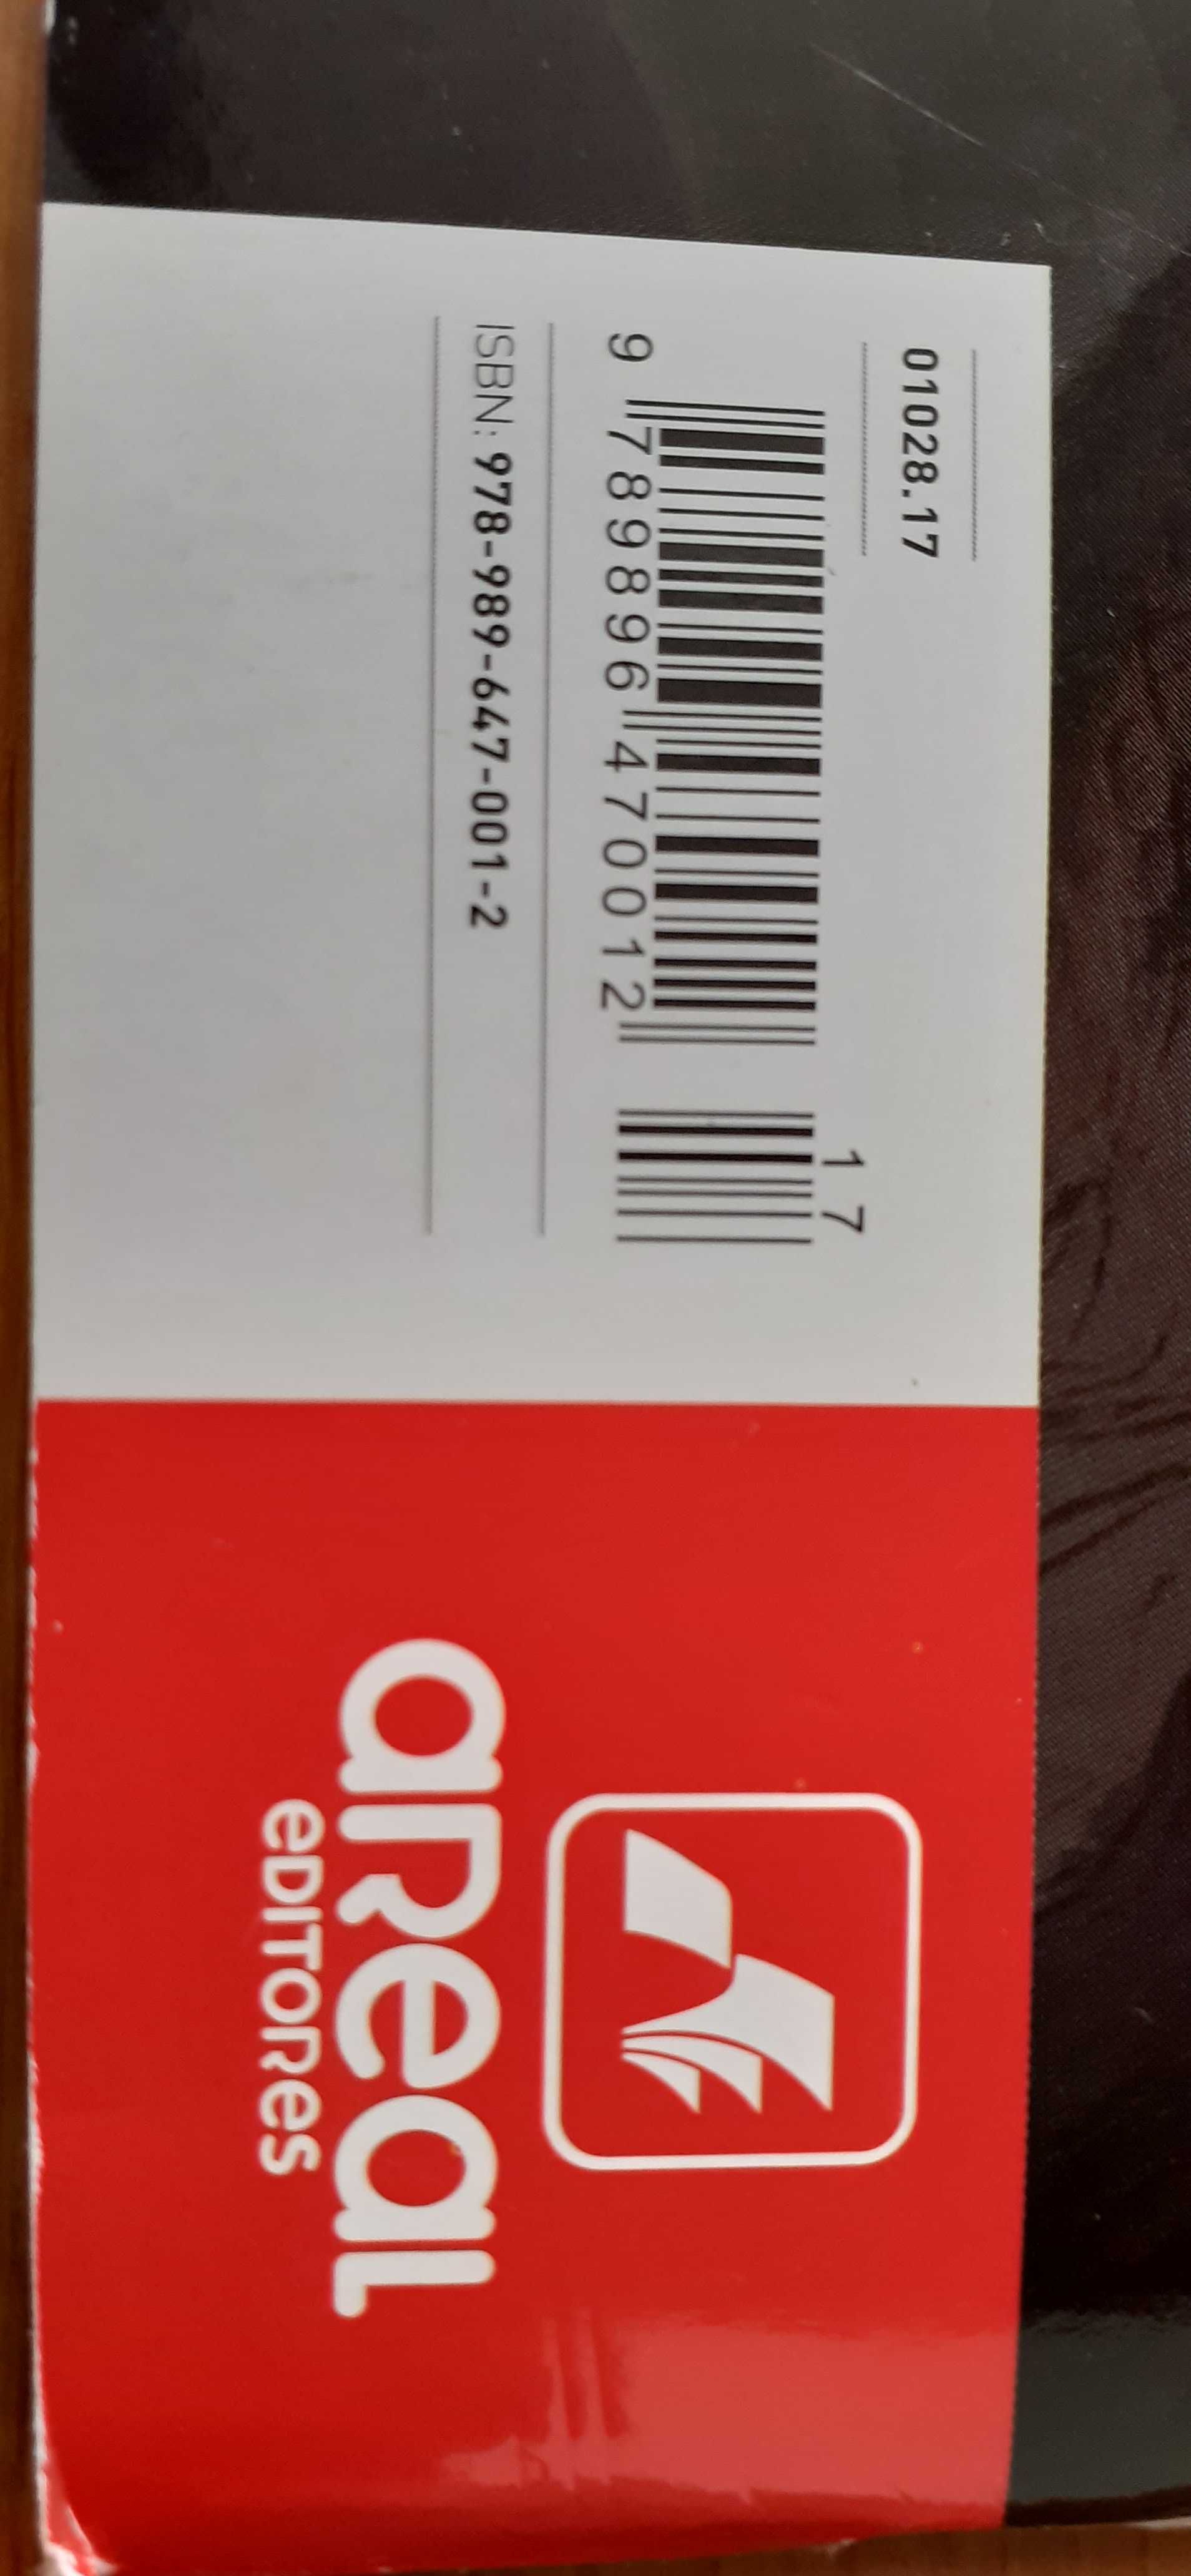 01028.17
17
9 789896 470012
ISBN: 978-989-647-001-2
aReal
eDITORes